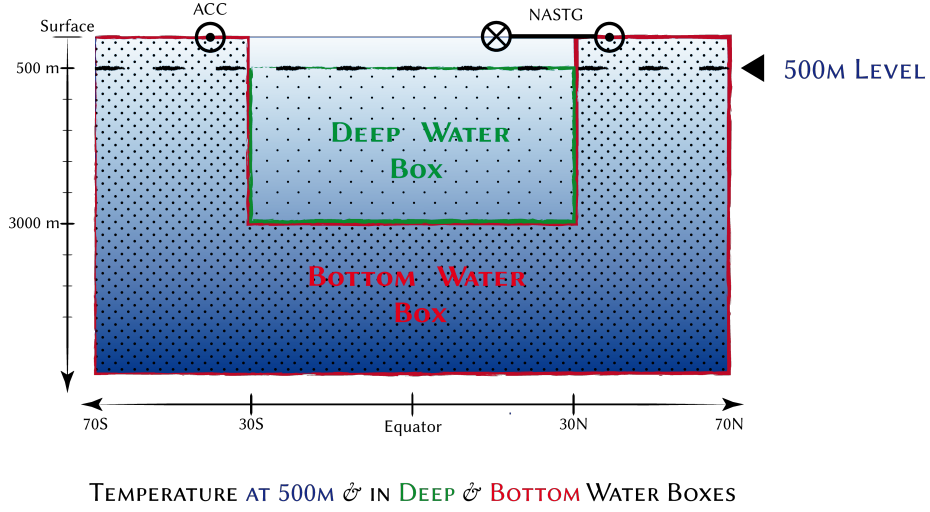 ACC
NASTG
Surface
500 m
500m Level
Deep Water
Box
3000 m
Bottom Water
Box
70S
30S
Equator
30N
70N
Temperature at 500m & in Deep & Bottom Water Boxes